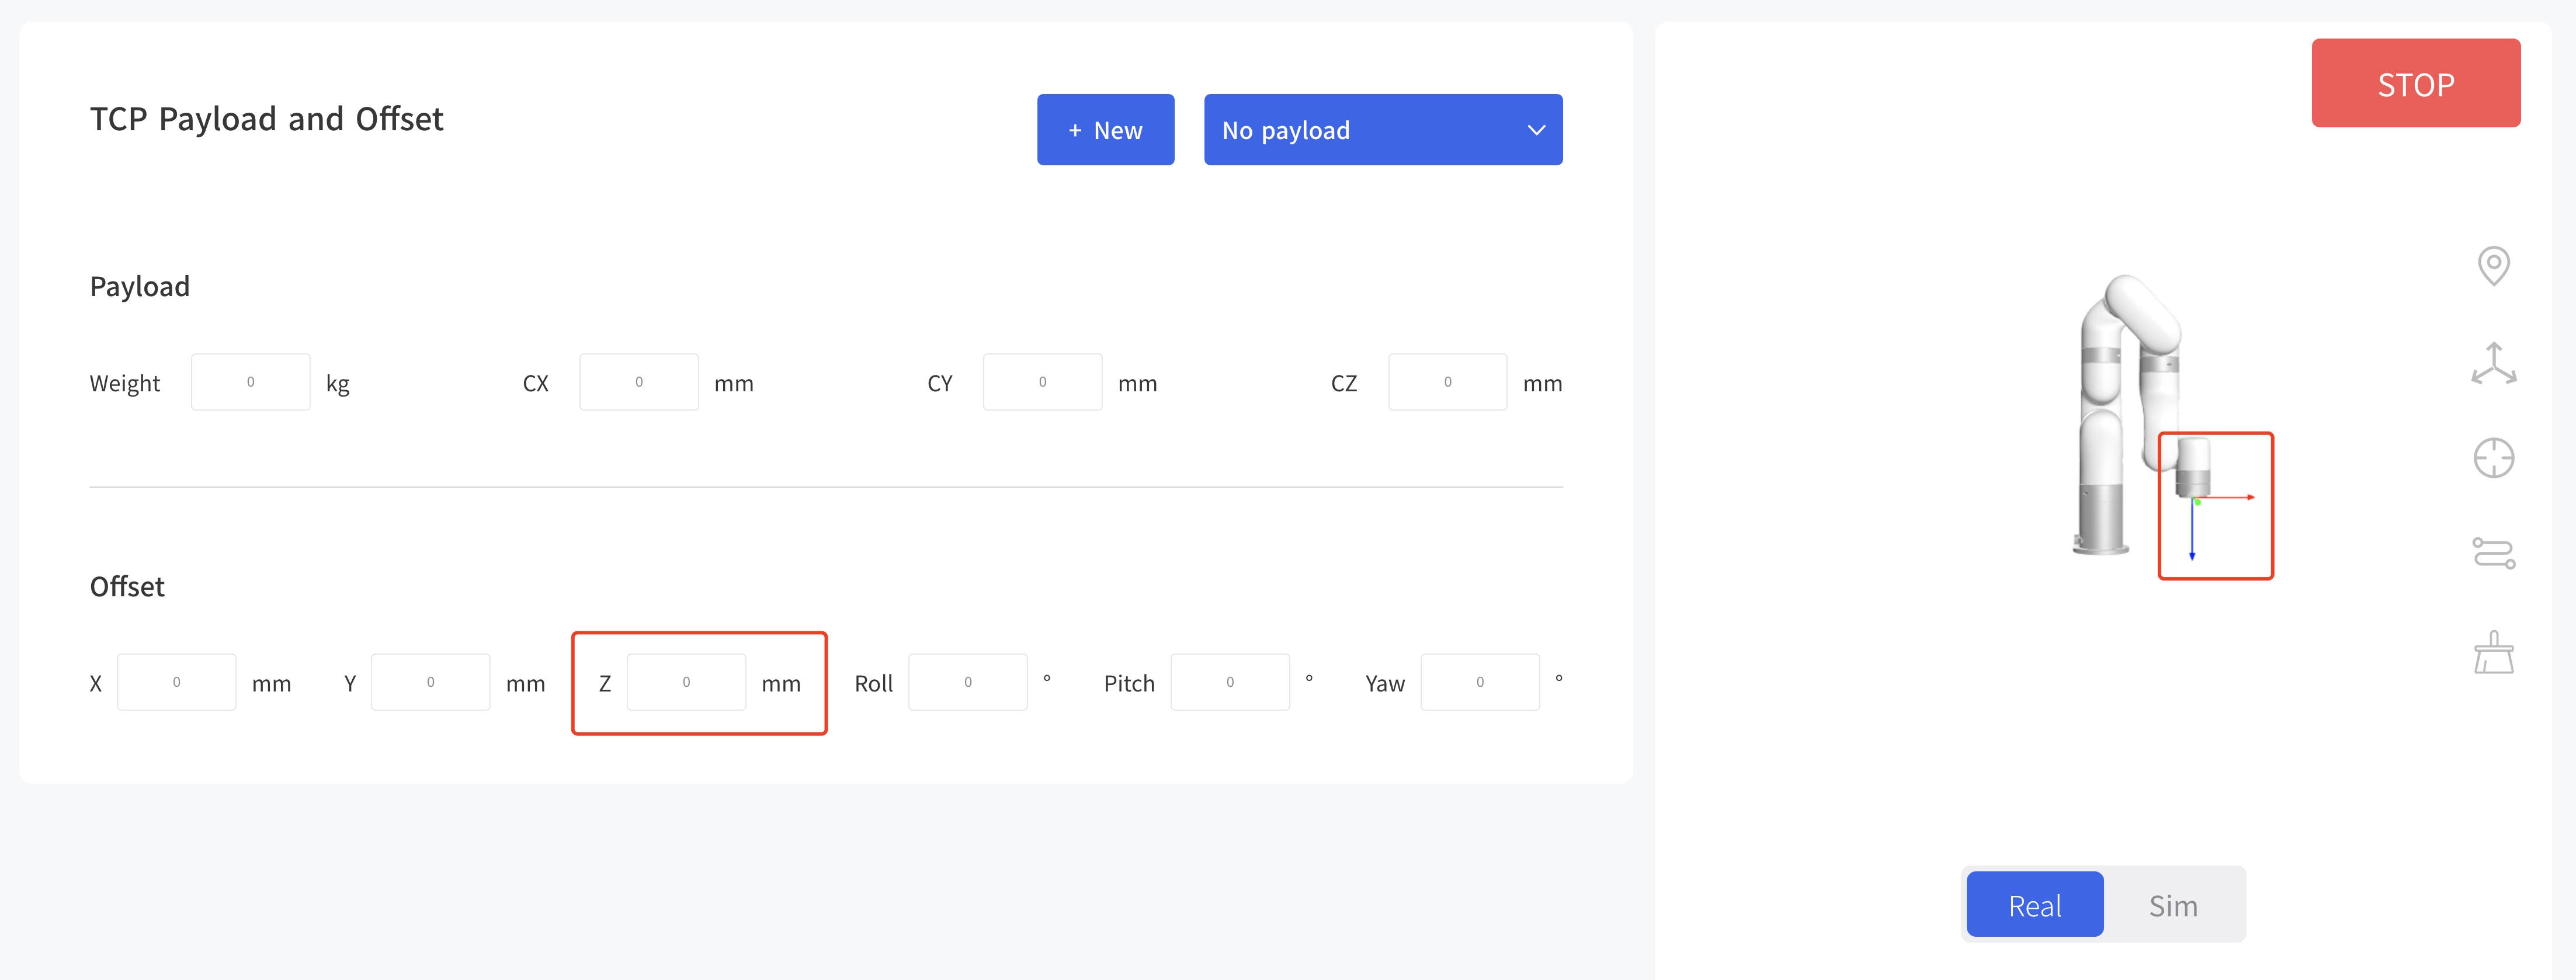 STOP
TCP Payload and Offset
+ New
No payload
Payload
Weight 0 kg CX 0 mm CY 0 mm CZ 0 mm
Offset
X 0 mm Y 0 mm Z 0 mm Roll 0 ° Pitch 0 ° Yaw 0 °
Real Sim